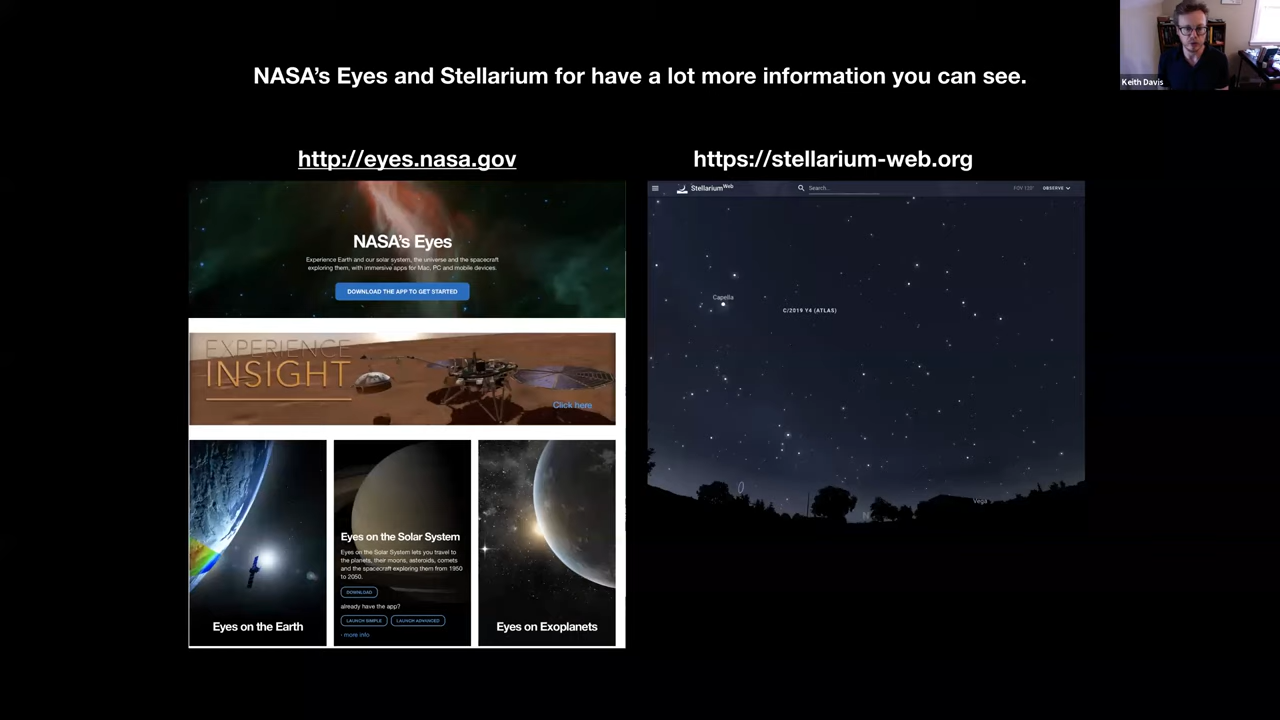 NASA's Eyes and Stellarium for have a lot more information you can see.
Keith Davis
http://eyes.nasa.gov
NASA's Eyes
Experience Earth and our solar system, the universe and the spacecraft
exploring them, with immersive apps for Mac, PC and mobile devices.
DOWNLOAD THE APP TO GET STARTED
EXPERIENCE
INSIGHT
Click here
Eyes on the Earth
Eyes on the Solar System
Eyes on the Solar System lets you travel to
the planets, their moons, asteroids, comets
and the spacecraft exploring them from 1950
to 2050.
DOWNLOAD
already have the app?
LAUNCH SIMPLE
LAUNCH ADVANCED
› more info
Eyes on Exoplanets
https://stellarium-web.org
Stellarium Web
Search...
FOV 120°
OBSERVE
Capella
C/2019 Y4 (ATLAS)
N
Vega